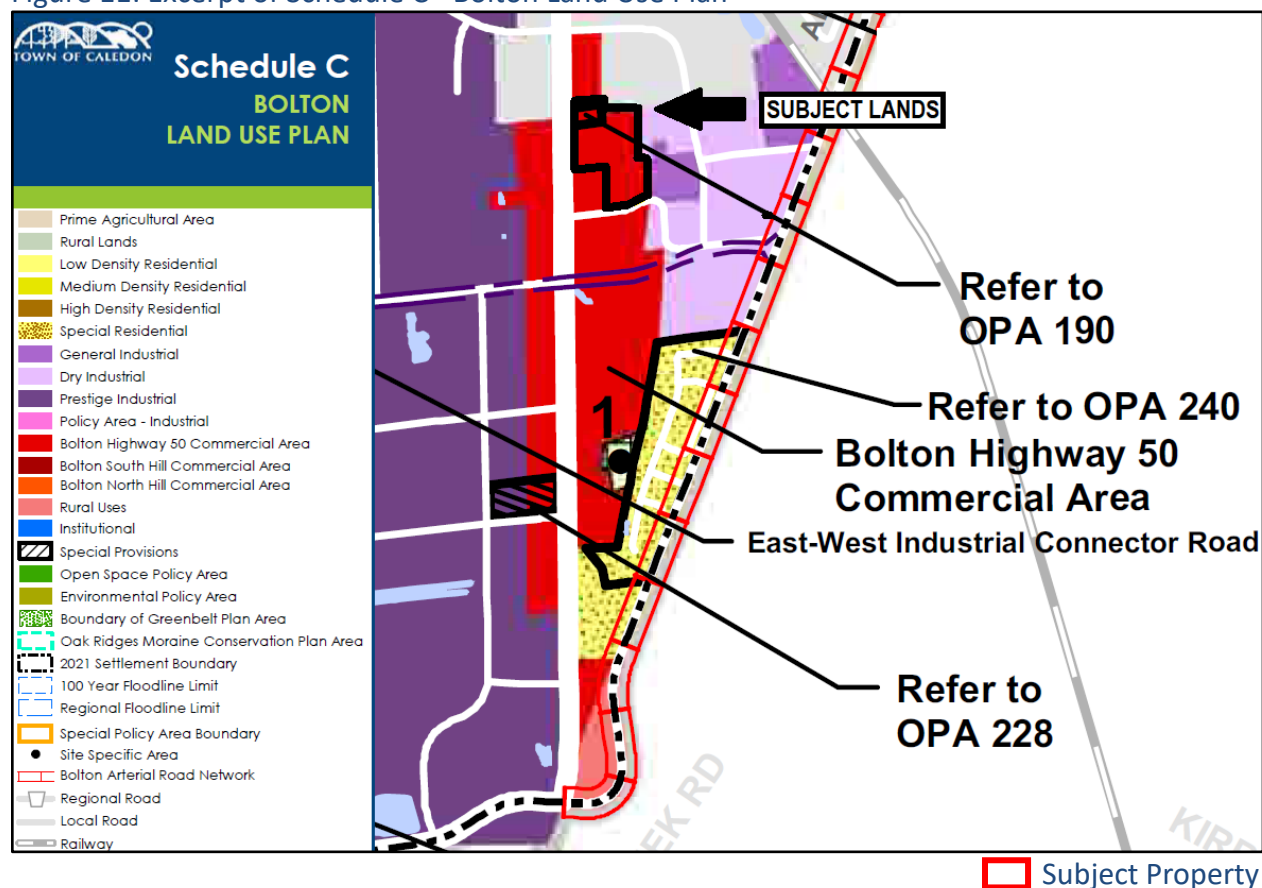 TOWN OF CALEDON
Schedule C
BOLTON
LAND USE PLAN
Prime Agricultural Area
Rural Lands
Low Density Residential
Medium Density Residential
High Density Residential
Special Residential
General Industrial
Dry Industrial
Prestige Industrial
Policy Area - Industrial
Bolton Highway 50 Commercial Area
Bolton South Hill Commercial Area
Bolton North Hill Commercial Area
Rural Uses
Institutional
Special Provisions
Open Space Policy Area
Environmental Policy Area
Boundary of Greenbelt Plan Area
Oak Ridges Moraine Conservation Plan Area
2021 Settlement Boundary
100 Year Floodline Limit
Regional Floodline Limit
Special Policy Area Boundary
Site Specific Area
Bolton Arterial Road Network
Regional Road
Local Road
Railway
SUBJECT LANDS
Refer to
OPA 190
Refer to OPA 240
1
Bolton Highway 50
Commercial Area
East-West Industrial Connector Road
Refer to
OPA 228
EK RD
Subject Property